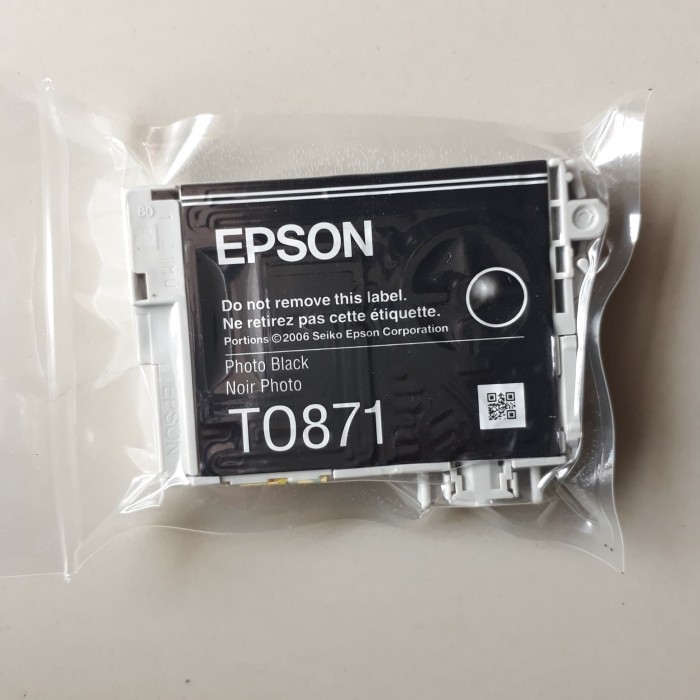 EPSON
Do not remove this label.
Ne retirez pas cette étiquette.
Portions ©2006 Seiko Epson Corporation
Photo Black
Noir Photo
T0871
EPSON